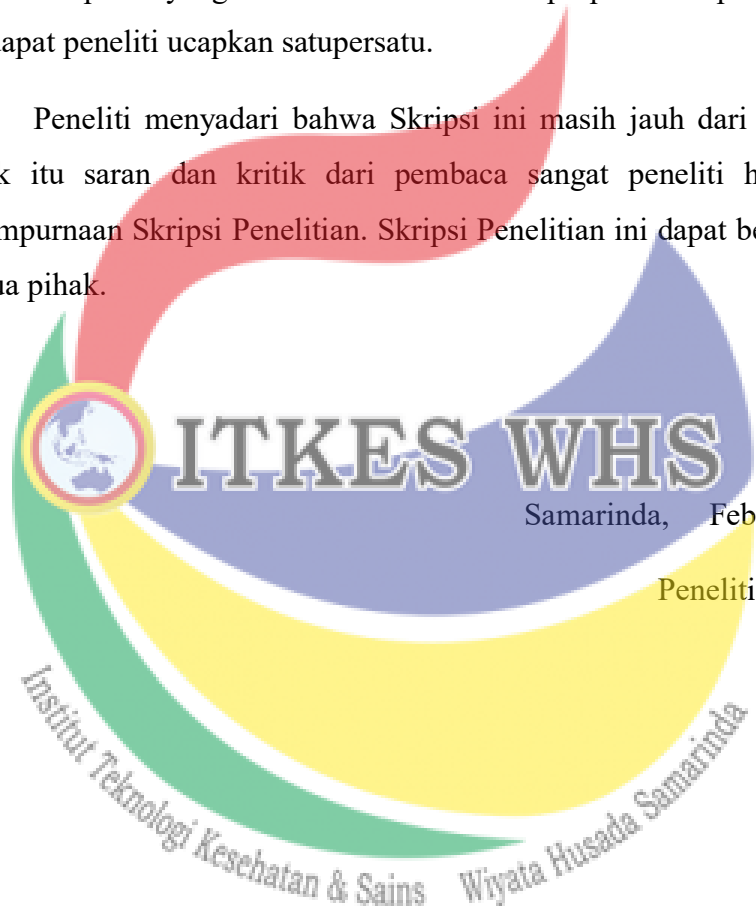 dapat peneliti ucapkan satupersatu.
Peneliti menyadari bahwa Skripsi ini masih jauh dari
itu saran dan kritik dari pembaca sangat peneliti
Skripsi Penelitian. Skripsi Penelitian ini dapat
pihak.
ITKES WHS
Samarinda, Feb
Peneliti
Institut Teknologi Kesehatan & Sains Wiyata Husada Samarinda